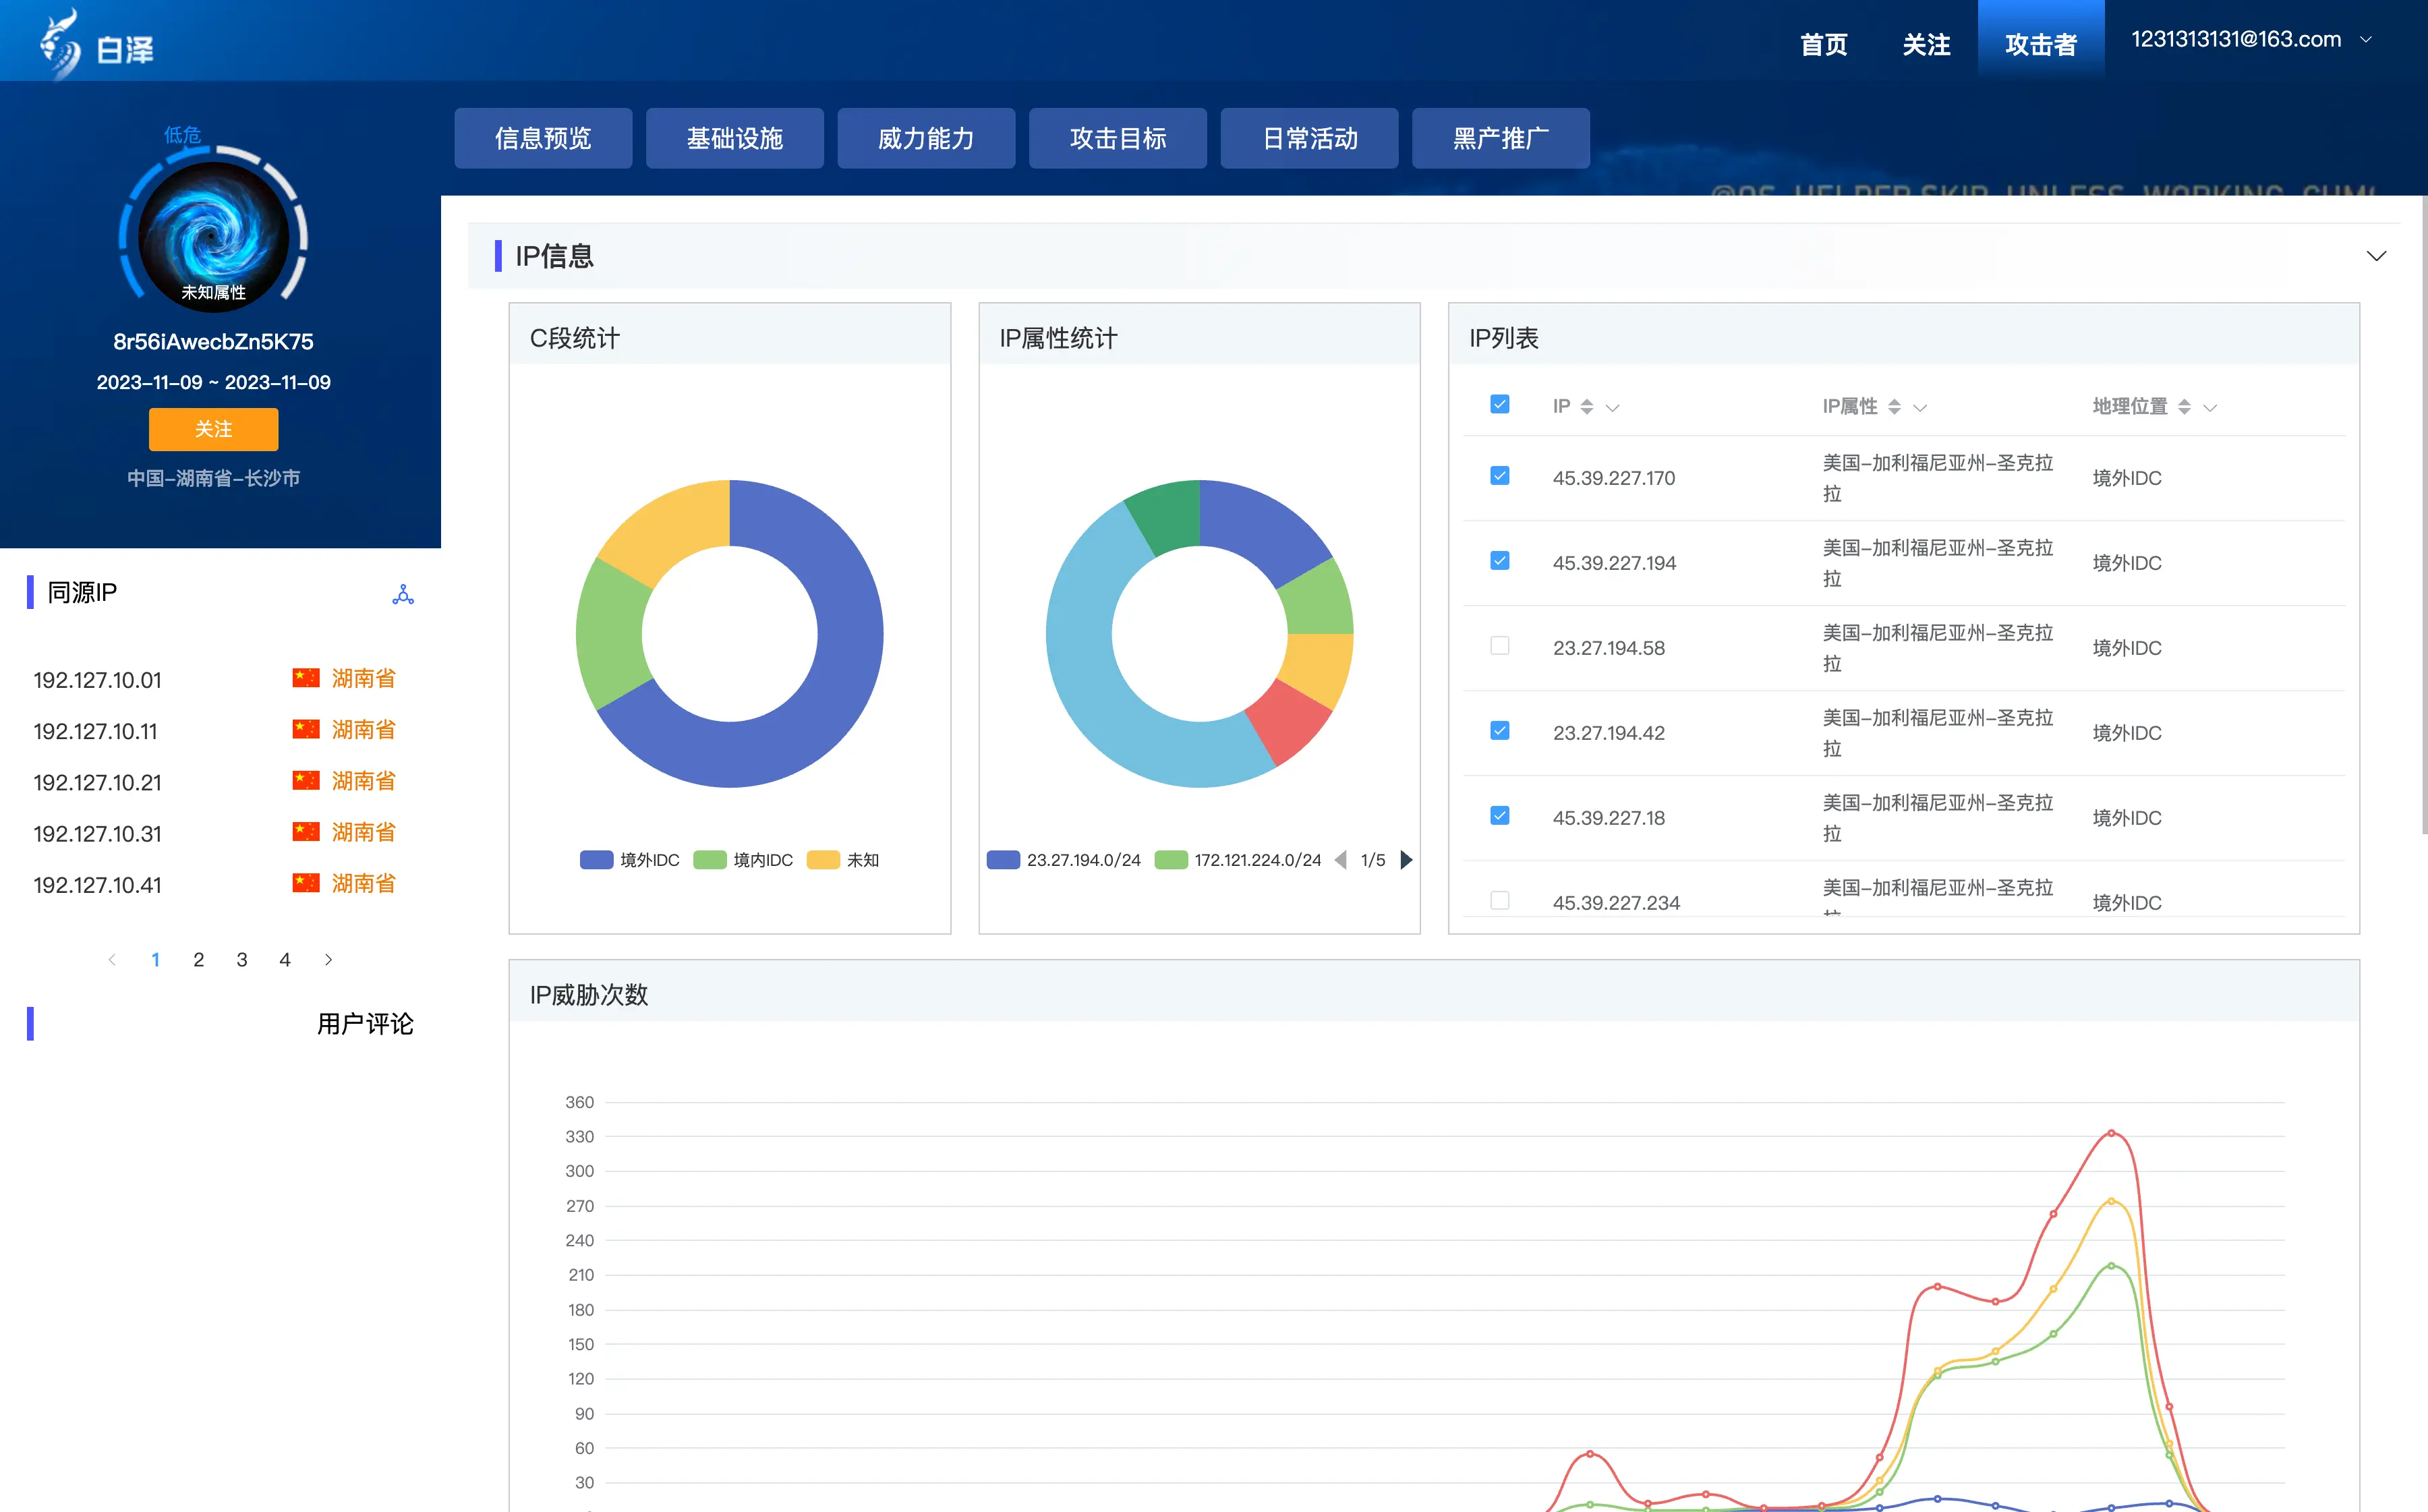 白泽
首页
关注
攻击者
1231313131@163.com
信息预览
基础设施
威力能力
攻击目标
日常活动
黑产推广
低危
未知属性
8r56iAwecbZn5K75
2023-11-09 ~ 2023-11-09
关注
中国-湖南省-长沙市
同源IP
192.127.10.01 湖南省
192.127.10.11 湖南省
192.127.10.21 湖南省
192.127.10.31 湖南省
192.127.10.41 湖南省
1 2 3 4
用户评论
IP信息
C段统计
境外IDC 境内IDC 未知
IP属性统计
23.27.194.0/24 172.121.224.0/24 1/5
IP列表
IP IP属性 地理位置
45.39.227.170 美国-加利福尼亚州-圣克拉 境外IDC
拉
45.39.227.194 美国-加利福尼亚州-圣克拉 境外IDC
拉
23.27.194.58 美国-加利福尼亚州-圣克拉 境外IDC
拉
23.27.194.42 美国-加利福尼亚州-圣克拉 境外IDC
拉
45.39.227.18 美国-加利福尼亚州-圣克拉 境外IDC
拉
45.39.227.234 美国-加利福尼亚州-圣克拉 境外IDC
IP威胁次数
360
330
300
270
240
210
180
150
120
90
60
30